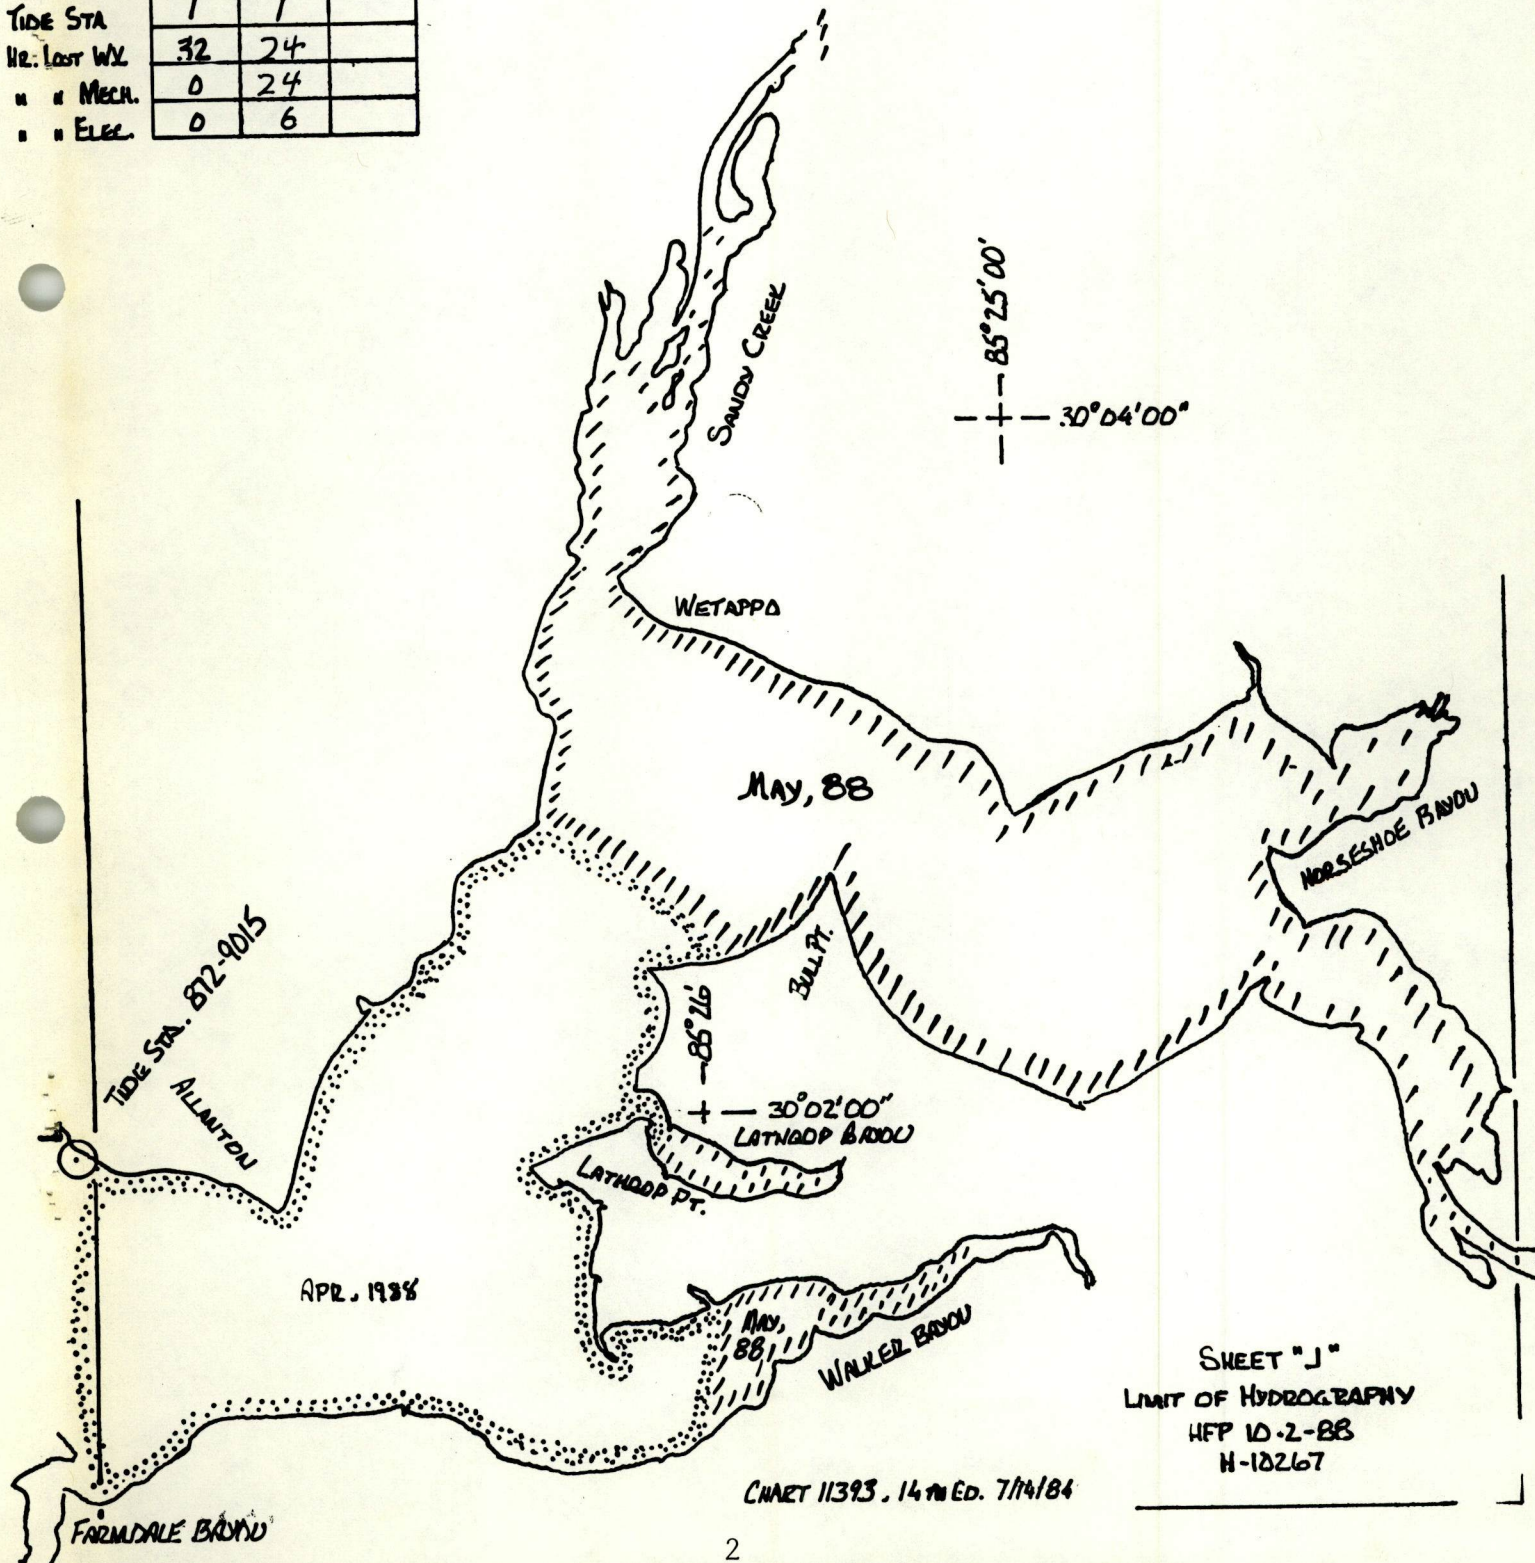 TIDE STA 1 1
HR. LOST WX. 32 24
" " MECH. 0 24
" " ELEC. 0 6
SANDY CREEK
85°25'00'
30°04'00"
WETAPPO
MAY, 88
HORSESHOE BAYOU
BULL PT.
TIDE STA. 872-9015
ALLANTON
85°26'
30°02'00"
LATHROP BAYOU
LATHROP PT.
APR. 1988
MAY,
88
WALKER BAYOU
SHEET "J"
LIMIT OF HYDROGRAPHY
HFP 10-2-88
H-10267
CHART 11393, 14TH ED. 7/14/84
FARMDALE BAYOU
2